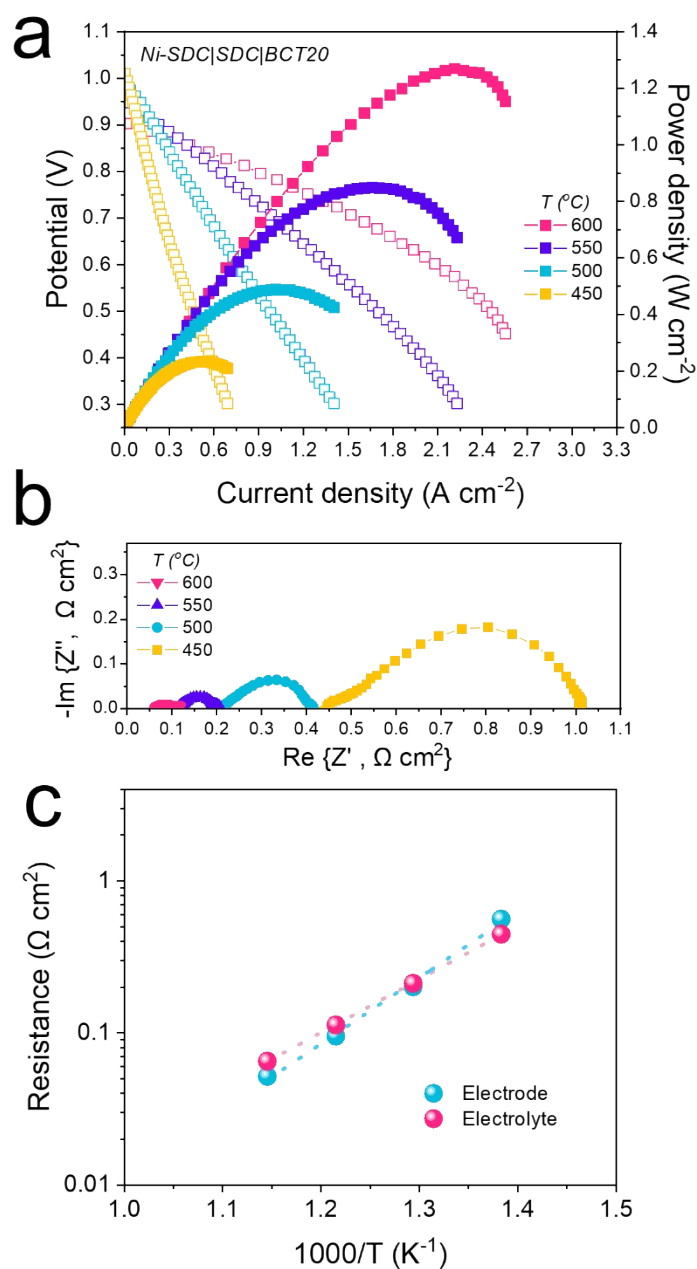 a
Ni-SDC|SDC|BCT20
Potential (V)
1.0
0.9
0.8
0.7
0.6
0.5
0.4
0.3
Power density (W cm-2)
1.4
1.2
1.0
0.8
0.6
0.4
0.2
0.0
T (oC)
600
550
500
450
0.0 0.3 0.6 0.9 1.2 1.5 1.8 2.1 2.4 2.7 3.0 3.3
Current density (A cm-2)
b
-Im {Z'', Ω cm2}
0.3
0.2
0.1
0.0
T (oC)
600
550
500
450
0.0 0.1 0.2 0.3 0.4 0.5 0.6 0.7 0.8 0.9 1.0 1.1
Re {Z' , Ω cm2}
c
Resistance (Ω cm2)
1
0.1
0.01
Electrode
Electrolyte
1.0 1.1 1.2 1.3 1.4 1.5
1000/T (K-1)